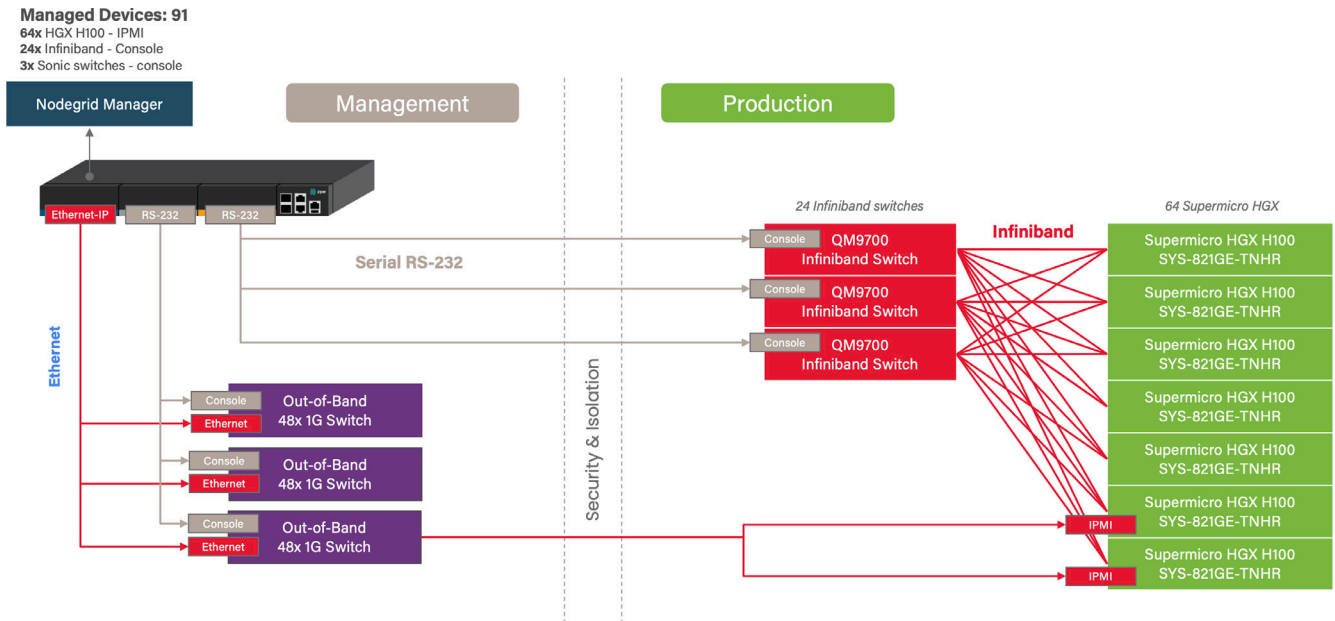 Managed Devices: 91
64x HGX H100 - IPMI
24x Infiniband - Console
3x Sonic switches - console
Nodegrid Manager
Management
Production
Ethernet-IP
RS-232
RS-232
24 Infiniband switches
64 Supermicro HGX
Serial RS-232
Infiniband
Console
QM9700
Infiniband Switch
Console
QM9700
Infiniband Switch
Console
QM9700
Infiniband Switch
Supermicro HGX H100
SYS-821GE-TNHR
Supermicro HGX H100
SYS-821GE-TNHR
Supermicro HGX H100
SYS-821GE-TNHR
Supermicro HGX H100
SYS-821GE-TNHR
Supermicro HGX H100
SYS-821GE-TNHR
Supermicro HGX H100
SYS-821GE-TNHR
Supermicro HGX H100
SYS-821GE-TNHR
IPMI
IPMI
Ethernet
Console
Ethernet
Out-of-Band
48x 1G Switch
Console
Ethernet
Out-of-Band
48x 1G Switch
Console
Ethernet
Out-of-Band
48x 1G Switch
Security & Isolation